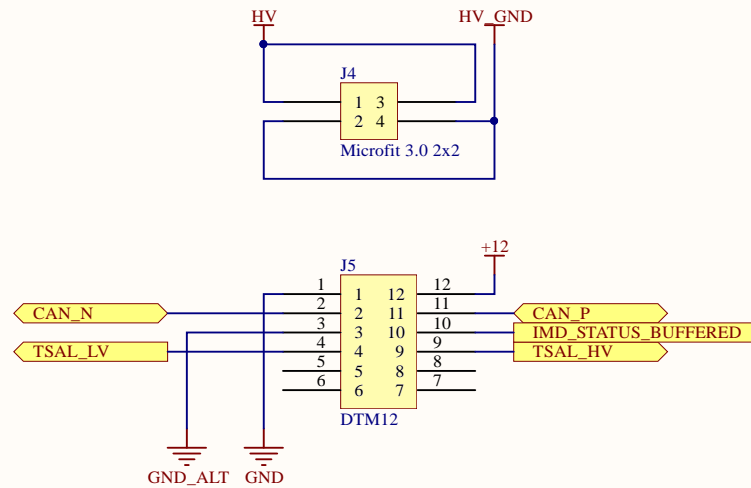 HV HV_GND
J4
1 3
2 4
Microfit 3.0 2x2
+12
J5
1 1 12 12
CAN_N 2 2 11 11 CAN_P
3 3 10 10 IMD_STATUS_BUFFERED
TSAL_LV 4 4 9 9 TSAL_HV
5 5 8 8
6 6 7 7
DTM12
GND_ALT GND